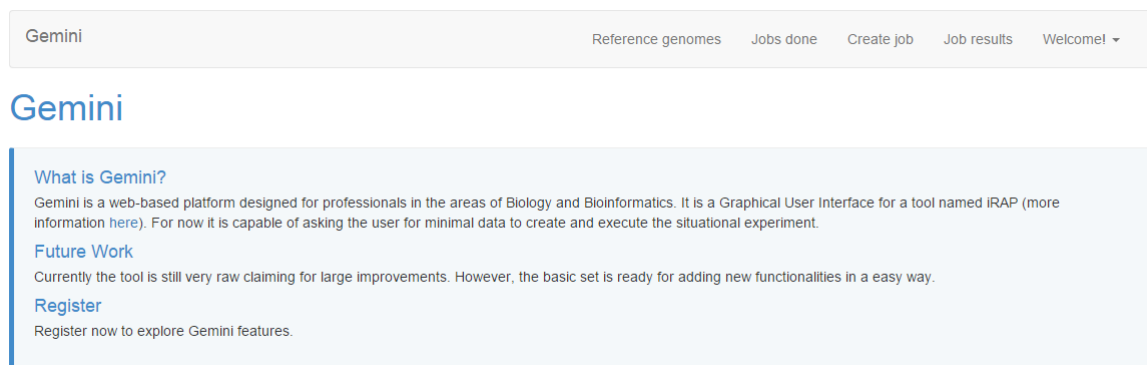 Gemini Reference genomes Jobs done Create job Job results Welcome!
Gemini
What is Gemini?
Gemini is a web-based platform designed for professionals in the areas of Biology and Bioinformatics. It is a Graphical User Interface for a tool named iRAP (more
information here). For now it is capable of asking the user for minimal data to create and execute the situational experiment.
Future Work
Currently the tool is still very raw claiming for large improvements. However, the basic set is ready for adding new functionalities in a easy way.
Register
Register now to explore Gemini features.